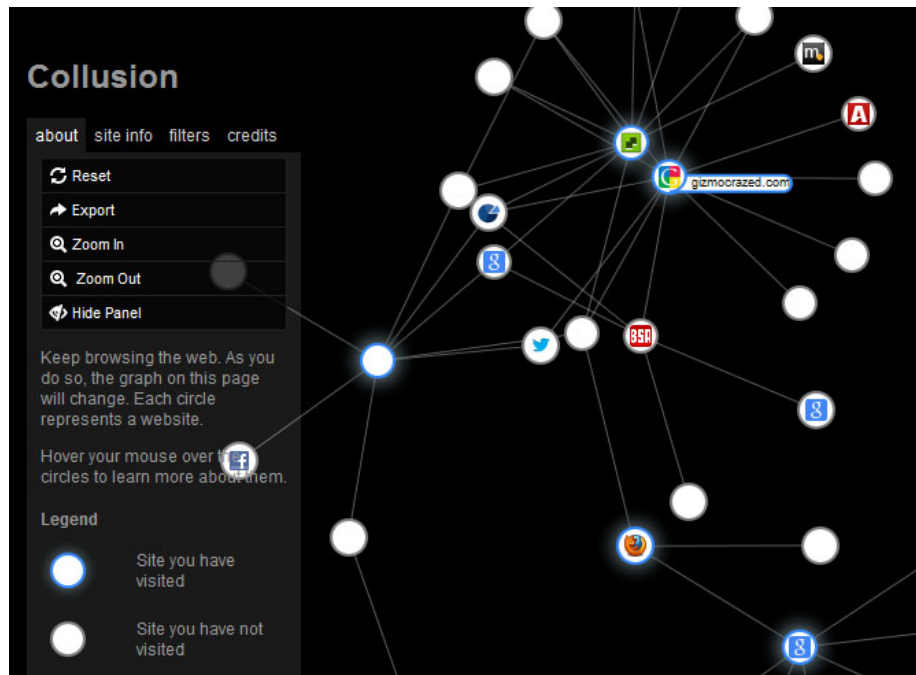 Collusion
about site info filters credits
Reset
Export
Zoom In
Zoom Out
Hide Panel
Keep browsing the web. As you
do so, the graph on this page
will change. Each circle
represents a website.
Hover your mouse over the
circles to learn more about them.
Legend
Site you have
visited
Site you have not
visited
m
A
gizmocrazed.com
g
BSA
g
f
g